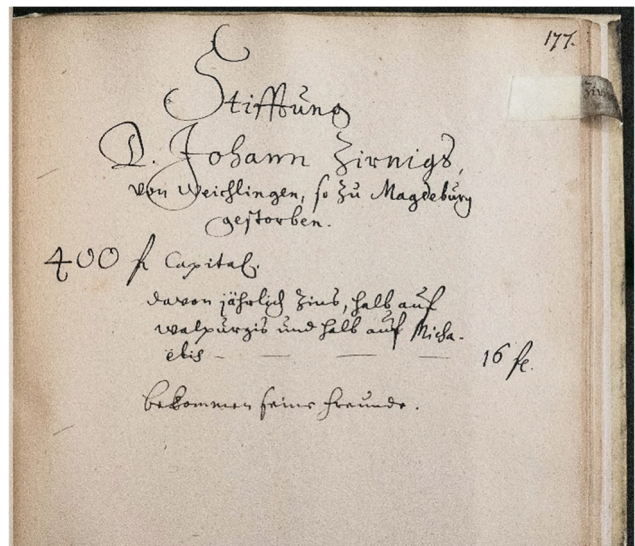 177.
Stifftung
D. Johann Zirnigs,
von Weichlingen, so zu Magdeburg
gestorben.
400 fl Capital.
davon jährlich Zins, halb auf
Walpurgis und halb auf Micha-
elis 16 fl.
bekommen seine freunde.